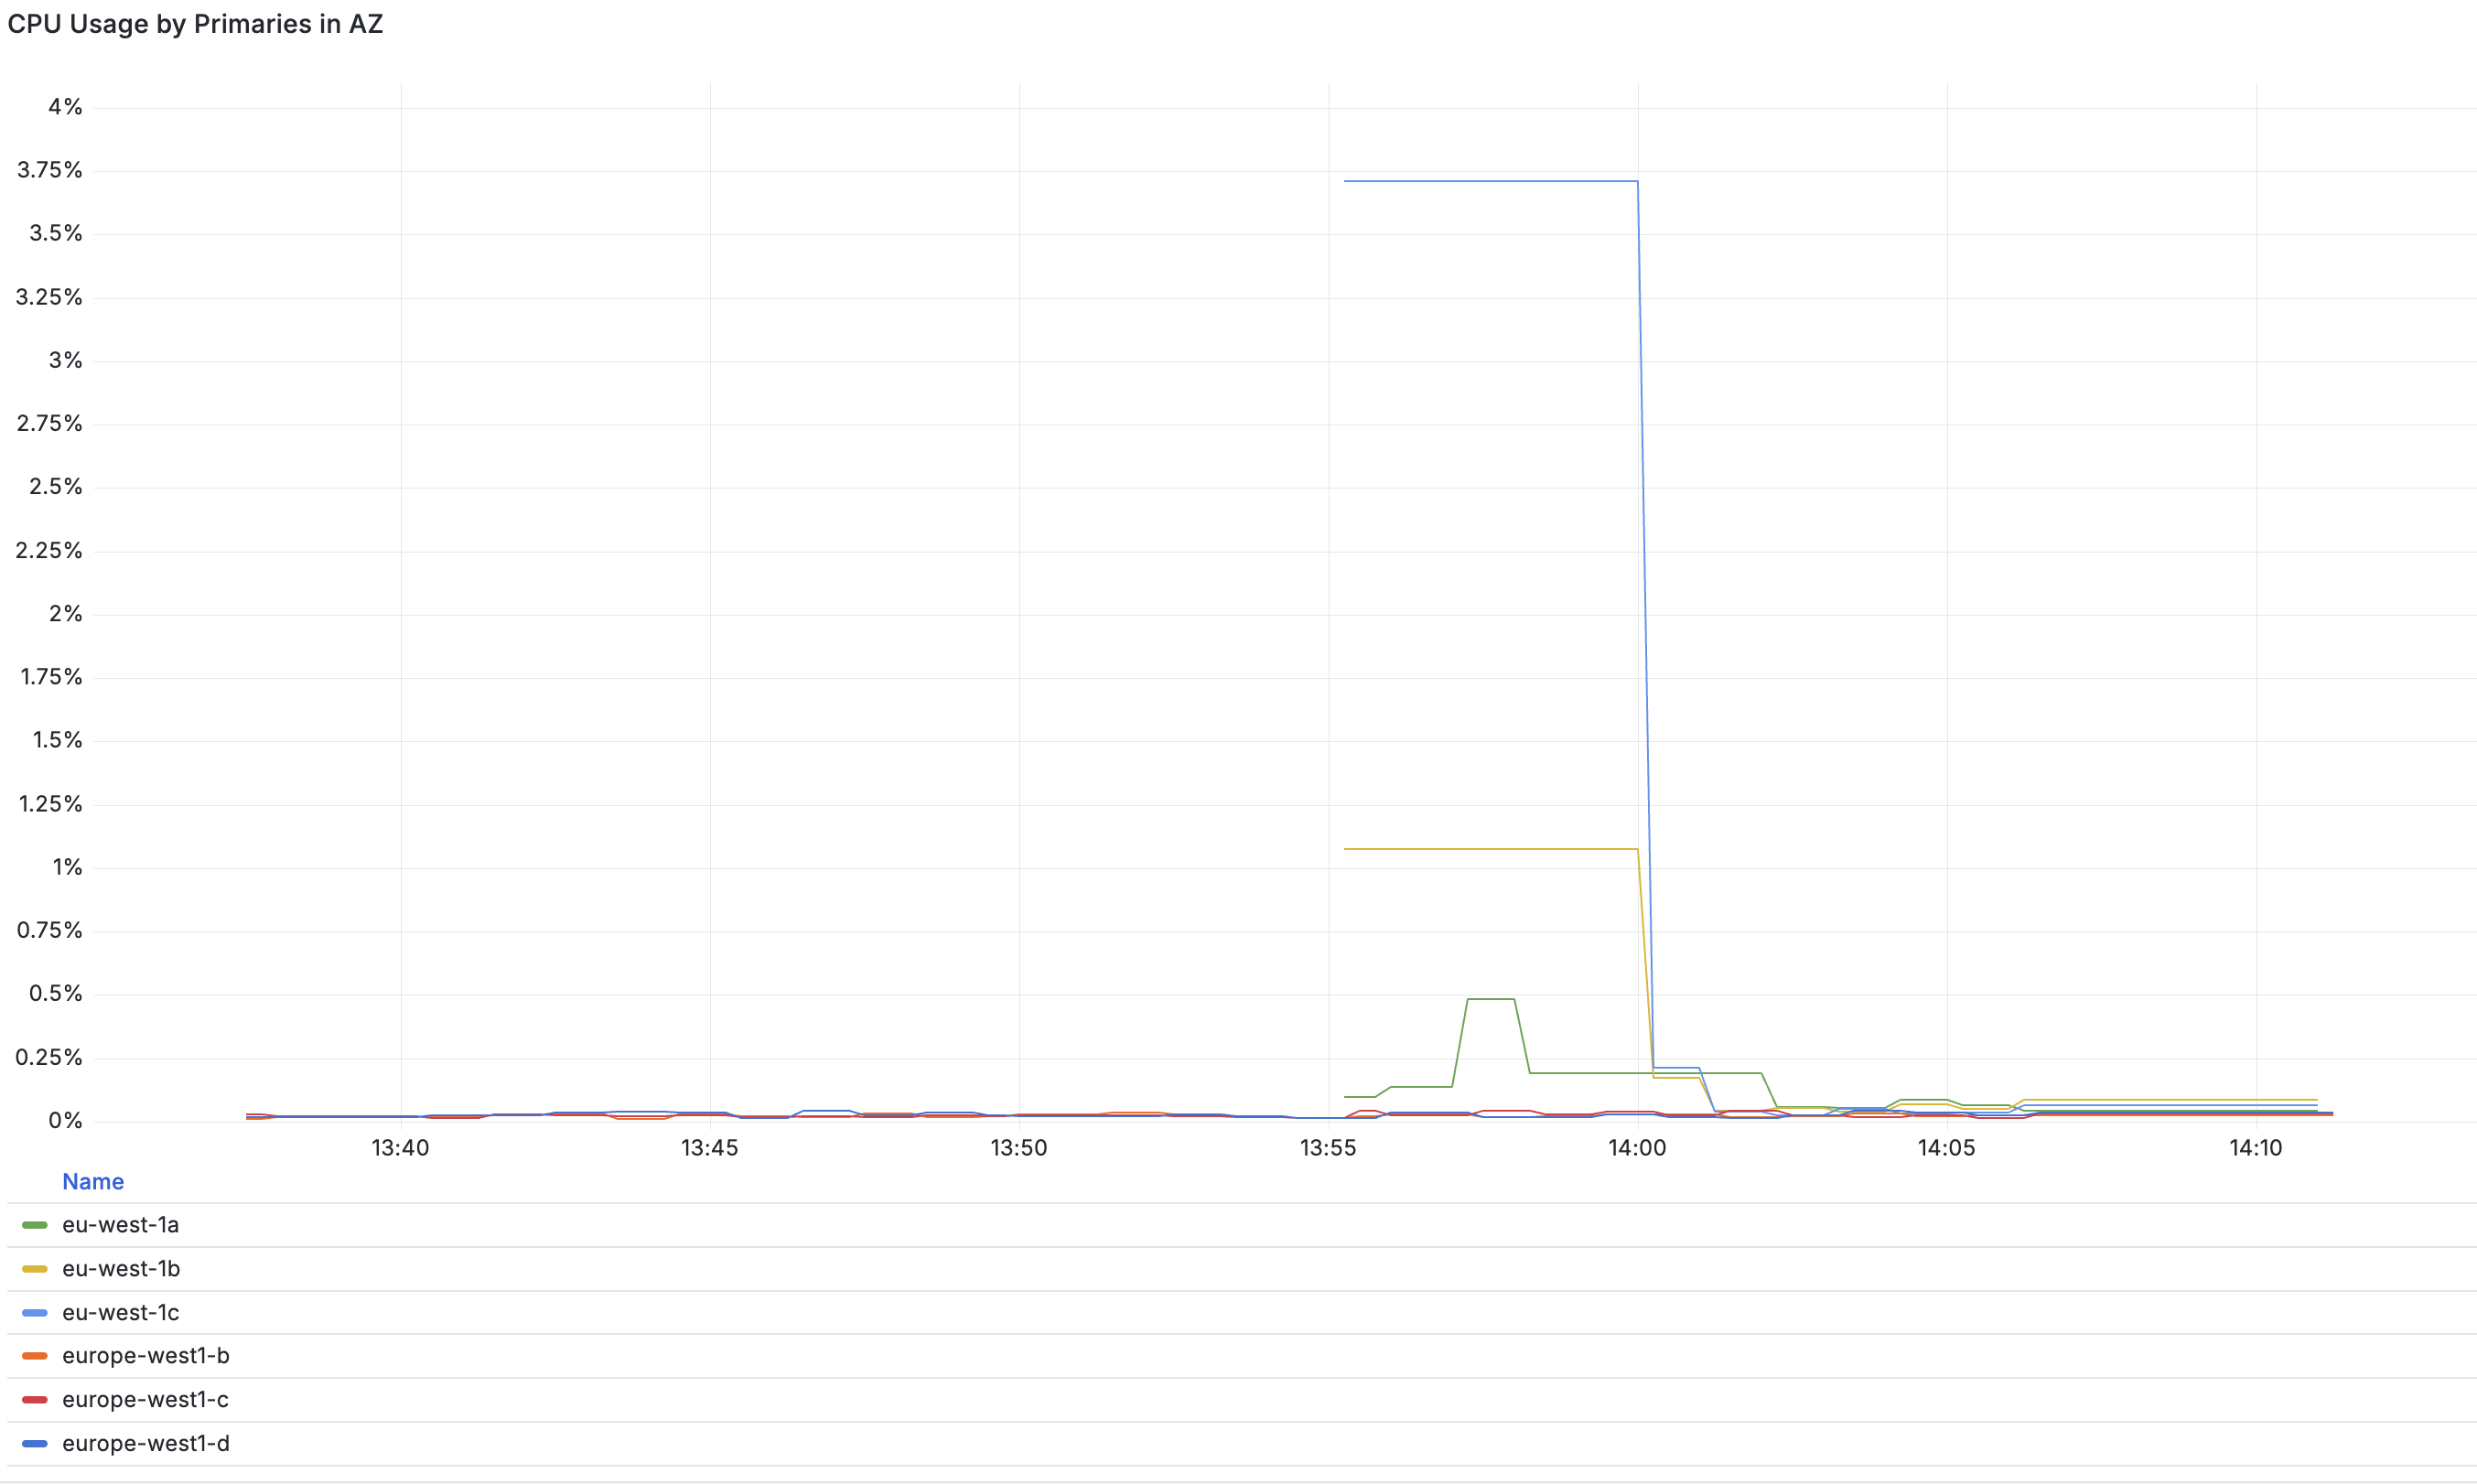 CPU Usage by Primaries in AZ
4%
3.75%
3.5%
3.25%
3%
2.75%
2.5%
2.25%
2%
1.75%
1.5%
1.25%
1%
0.75%
0.5%
0.25%
0%
13:40 13:45 13:50 13:55 14:00 14:05 14:10
Name
eu-west-1a
eu-west-1b
eu-west-1c
europe-west1-b
europe-west1-c
europe-west1-d